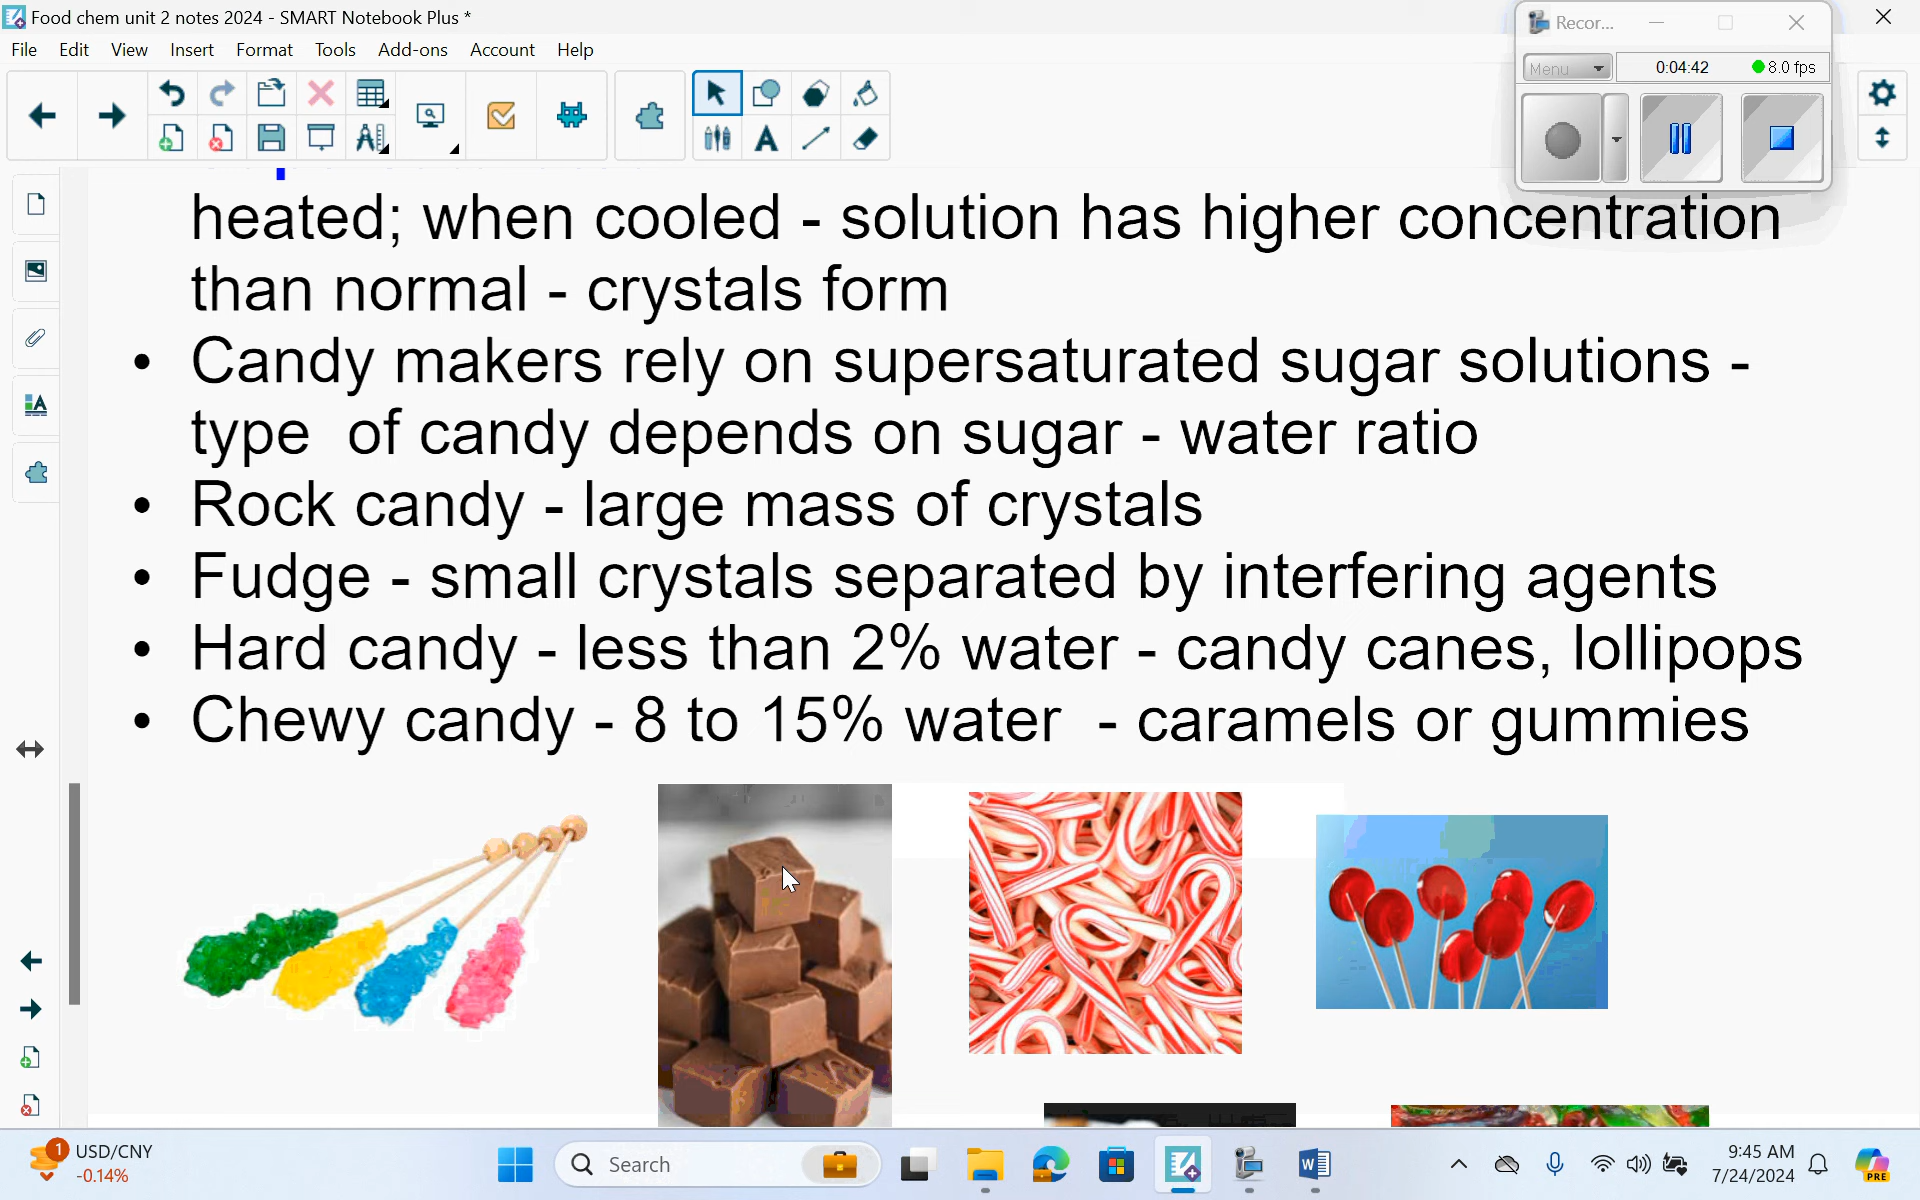 Food chem unit 2 notes 2024 - SMART Notebook Plus *
File Edit View Insert Format Tools Add-ons Account Help
Recor...
Menu 0:04:42 8.0 fps
heated; when cooled - solution has higher concentration
than normal - crystals form
• Candy makers rely on supersaturated sugar solutions -
type of candy depends on sugar - water ratio
• Rock candy - large mass of crystals
• Fudge - small crystals separated by interfering agents
• Hard candy - less than 2% water - candy canes, lollipops
• Chewy candy - 8 to 15% water - caramels or gummies
1 USD/CNY
-0.14%
Search
9:45 AM
7/24/2024
PRE